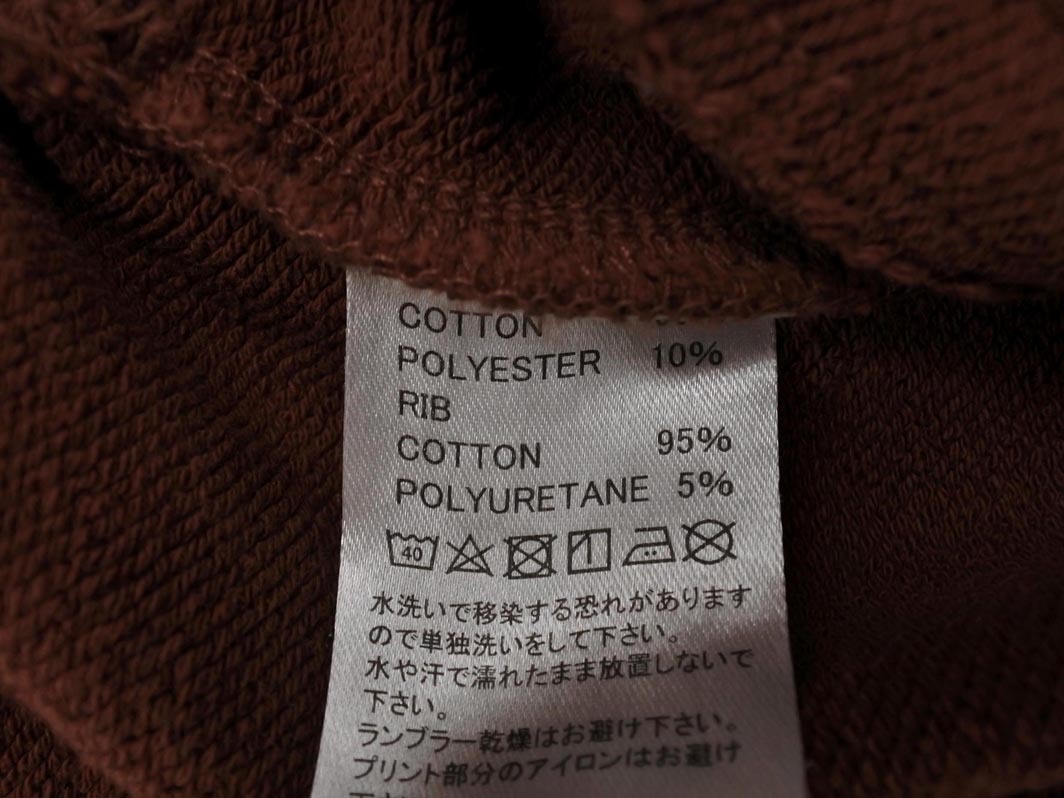 COTTON
POLYESTER 10%
RIB
COTTON 95%
POLYURETANE 5%
40
水洗いで移染する恐れがあります
ので単独洗いをして下さい。
水や汗で濡れたまま放置しないで
下さい。
ランブラー乾燥はお避け下さい。
プリント部分のアイロンはお避け